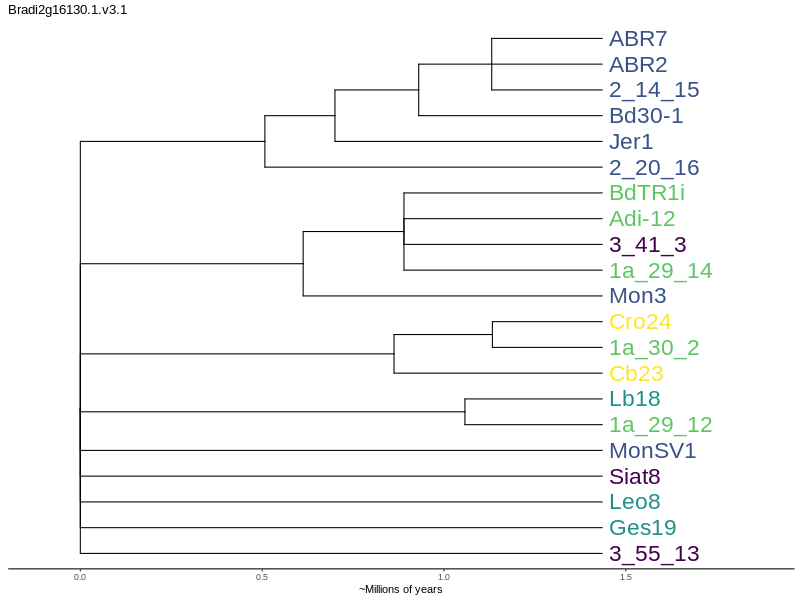 Bradi2g16130.1.v3.1
ABR7
ABR2
2_14_15
Bd30-1
Jer1
2_20_16
BdTR1i
Adi-12
3_41_3
1a_29_14
Mon3
Cro24
1a_30_2
Cb23
Lb18
1a_29_12
MonSV1
Siat8
Leo8
Ges19
3_55_13
0.0 0.5 1.0 1.5
~Millions of years